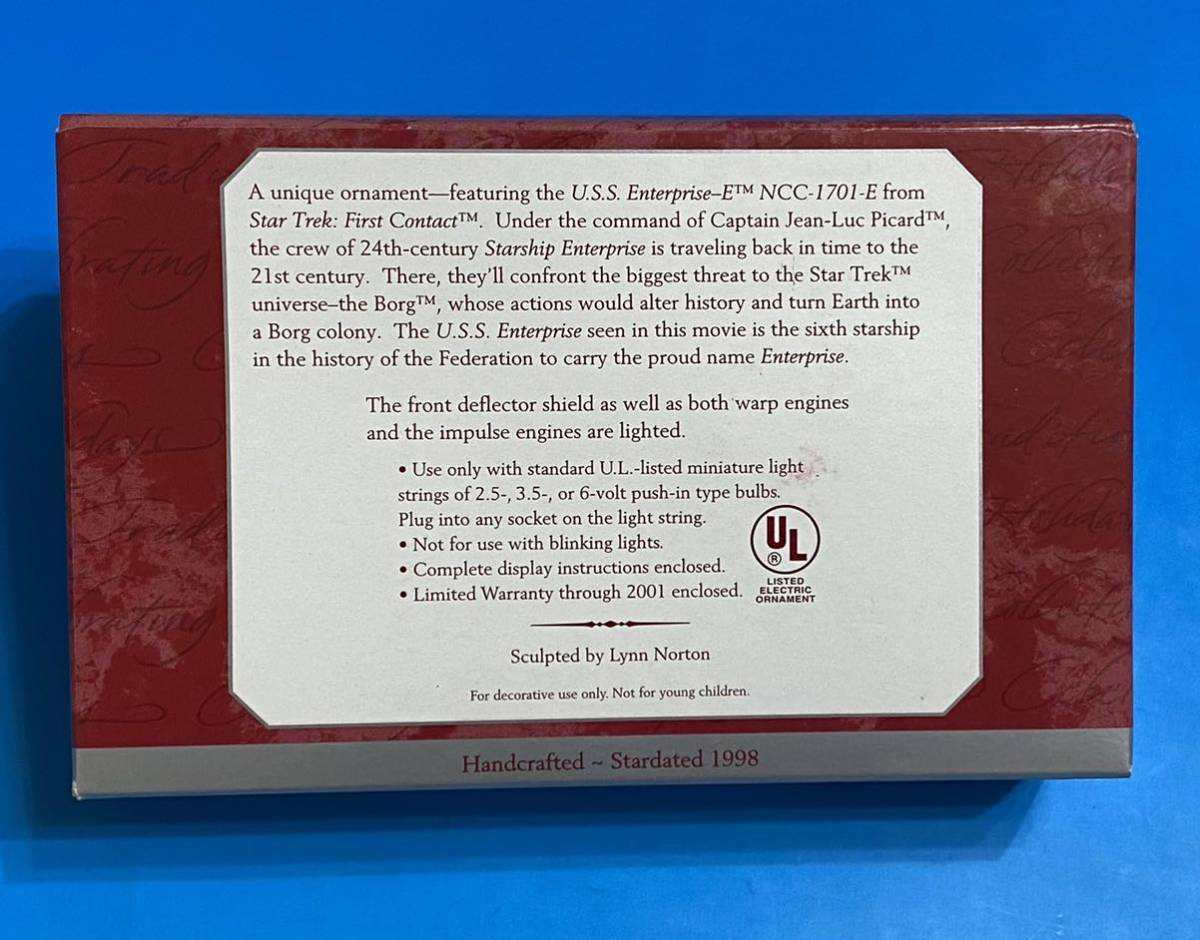 A unique ornament—featuring the U.S.S. Enterprise–E™ NCC-1701-E from
Star Trek: First Contact™. Under the command of Captain Jean-Luc Picard™,
the crew of 24th-century Starship Enterprise is traveling back in time to the
21st century. There, they'll confront the biggest threat to the Star Trek™
universe–the Borg™, whose actions would alter history and turn Earth into
a Borg colony. The U.S.S. Enterprise seen in this movie is the sixth starship
in the history of the Federation to carry the proud name Enterprise.
The front deflector shield as well as both warp engines
and the impulse engines are lighted.
• Use only with standard U.L.-listed miniature light
strings of 2.5-, 3.5-, or 6-volt push-in type bulbs.
Plug into any socket on the light string.
• Not for use with blinking lights.
• Complete display instructions enclosed.
• Limited Warranty through 2001 enclosed.
UL
®
LISTED
ELECTRIC
ORNAMENT
Sculpted by Lynn Norton
For decorative use only. Not for young children.
Handcrafted ~ Stardated 1998